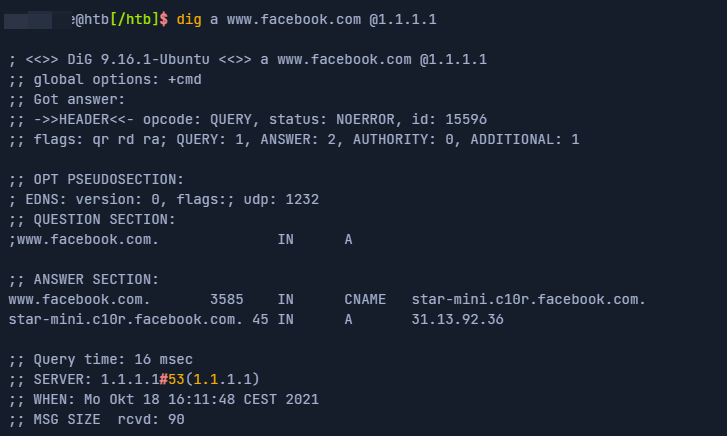 e@htb[/htb]$ dig a www.facebook.com @1.1.1.1
; <<>> DiG 9.16.1-Ubuntu <<>> a www.facebook.com @1.1.1.1
;; global options: +cmd
;; Got answer:
;; ->>HEADER<<- opcode: QUERY, status: NOERROR, id: 15596
;; flags: qr rd ra; QUERY: 1, ANSWER: 2, AUTHORITY: 0, ADDITIONAL: 1
;; OPT PSEUDOSECTION:
; EDNS: version: 0, flags:; udp: 1232
;; QUESTION SECTION:
;www.facebook.com. IN A
;; ANSWER SECTION:
www.facebook.com. 3585 IN CNAME star-mini.c10r.facebook.com.
star-mini.c10r.facebook.com. 45 IN A 31.13.92.36
;; Query time: 16 msec
;; SERVER: 1.1.1.1#53(1.1.1.1)
;; WHEN: Mo Okt 18 16:11:48 CEST 2021
;; MSG SIZE  rcvd: 90